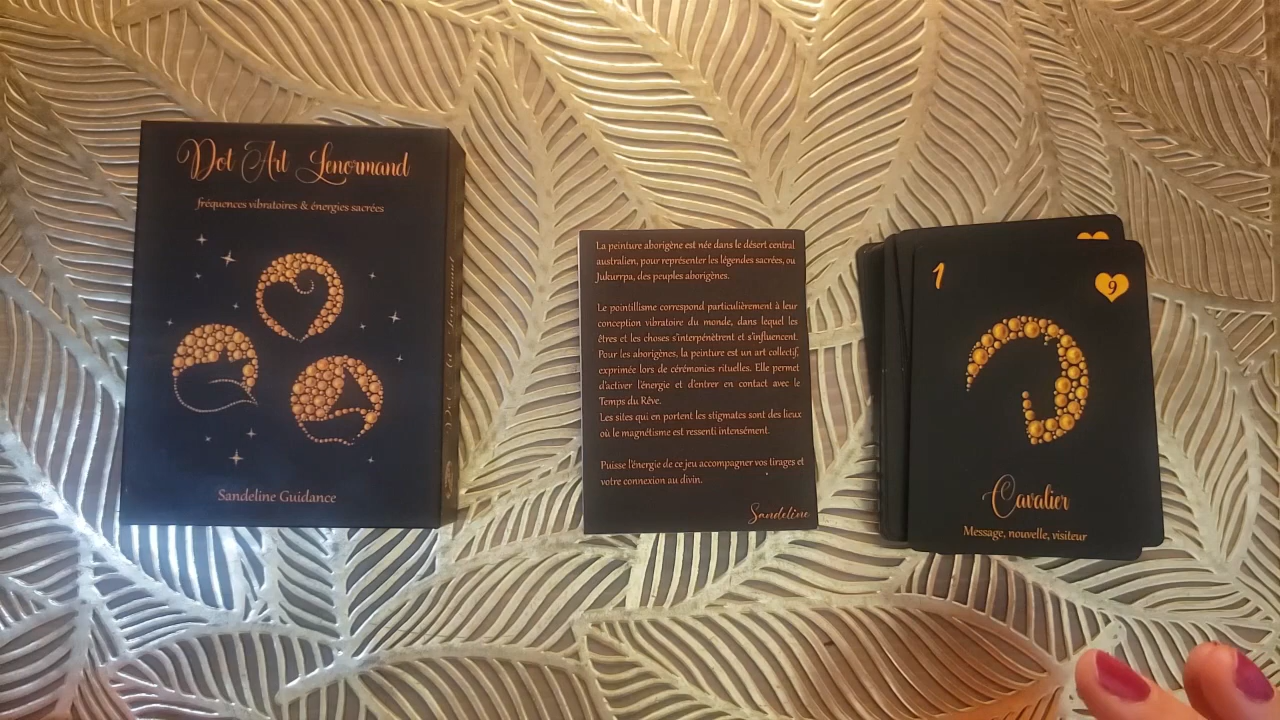 Dot Art Lenormand
fréquences vibratoires & énergies sacrées
Sandeline Guidance
Dot Art Lenormand
La peinture aborigène est née dans le désert central
australien, pour représenter les légendes sacrées, ou
Jukurrpa, des peuples aborigènes.
Le pointillisme correspond particulièrement à leur
conception vibratoire du monde, dans lequel les
êtres et les choses s'interpénètrent et s'influencent.
Pour les aborigènes, la peinture est un art collectif,
exprimée lors de cérémonies rituelles. Elle permet
d'activer l'énergie et d'entrer en contact avec le
Temps du Rêve.
Les sites qui en portent les stigmates sont des lieux
où le magnétisme est ressenti intensément.
Puisse l'énergie de ce jeu accompagner vos tirages et
votre connexion au divin.
Sandeline
1
9
Cavalier
Message, nouvelle, visiteur